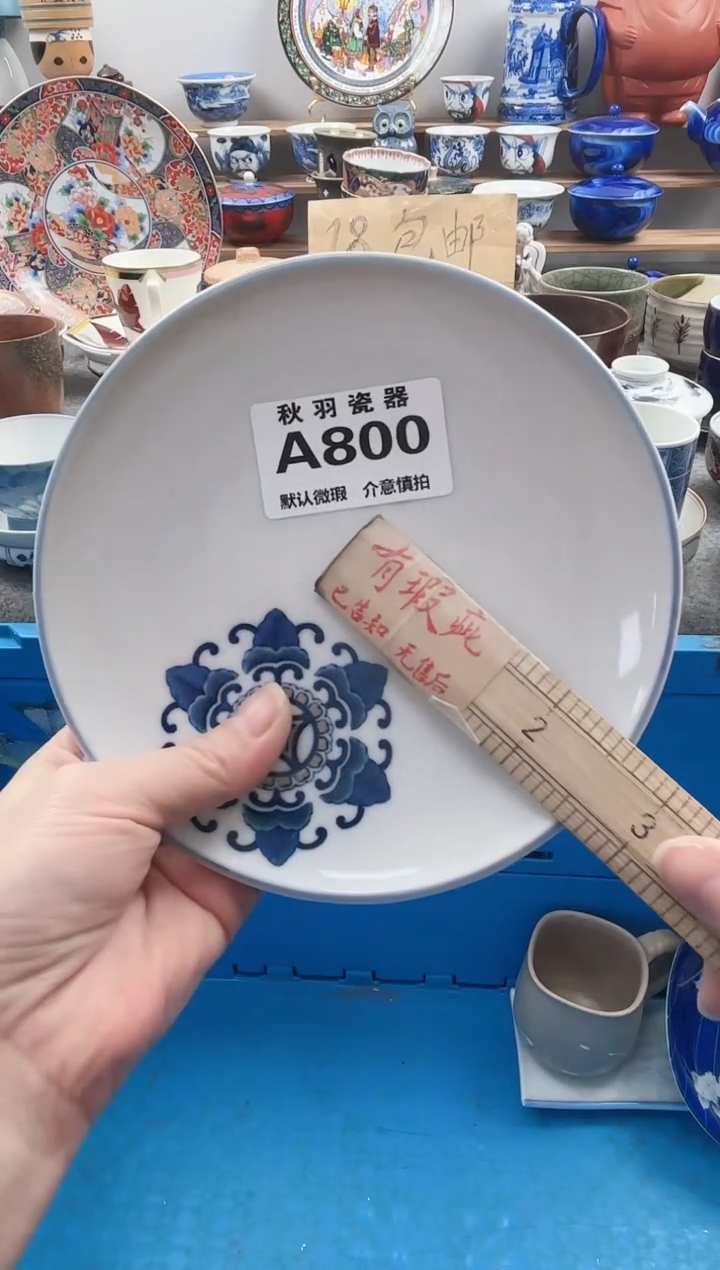 18包邮
秋羽瓷器
A800
默认微瑕 介意慎拍
有瑕疵
已告知 无售后
2
3